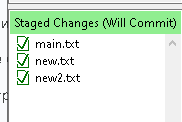 Staged Changes (Will Commit)
main.txt
new.txt
new2.txt